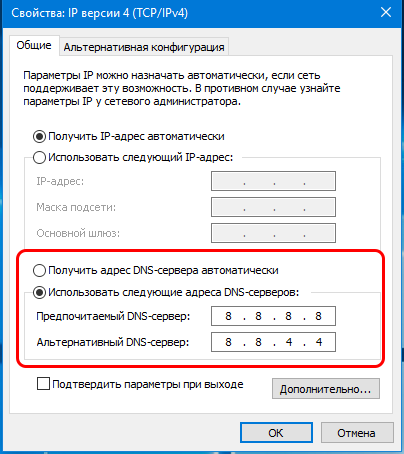 Свойства: IP версии 4 (TCP/IPv4)
Общие Альтернативная конфигурация
Параметры IP можно назначать автоматически, если сеть
поддерживает эту возможность. В противном случае узнайте
параметры IP у сетевого администратора.
Получить IP-адрес автоматически
Использовать следующий IP-адрес:
IP-адрес: . . .
Маска подсети: . . .
Основной шлюз: . . .
Получить адрес DNS-сервера автоматически
Использовать следующие адреса DNS-серверов:
Предпочитаемый DNS-сервер: 8 . 8 . 8 . 8
Альтернативный DNS-сервер: 8 . 8 . 4 . 4
Подтвердить параметры при выходе
Дополнительно...
ОК Отмена